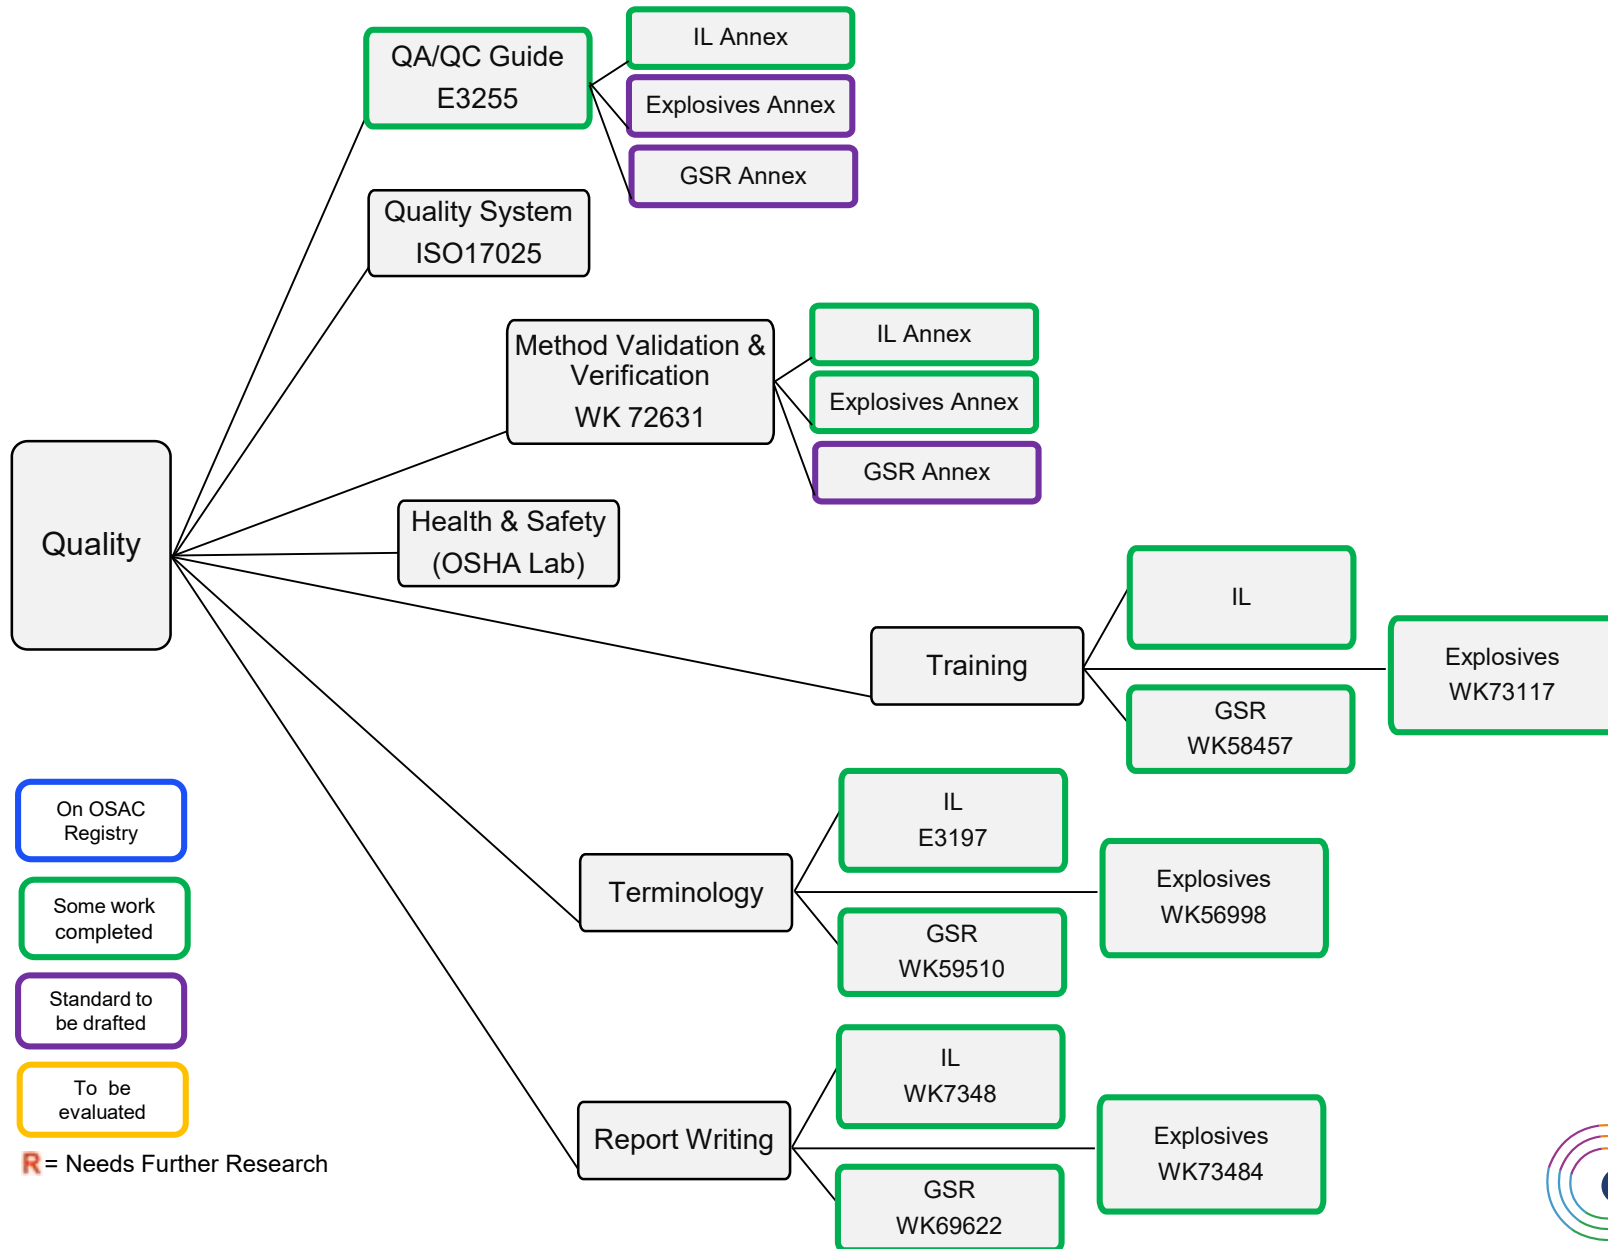 QA/QC Guide
E3255
IL Annex
Explosives Annex
GSR Annex
Quality System
ISO17025
Method Validation &
Verification
WK 72631
IL Annex
Explosives Annex
GSR Annex
Quality
Health & Safety
(OSHA Lab)
Training
IL
Explosives
WK73117
GSR
WK58457
Terminology
IL
E3197
Explosives
WK56998
GSR
WK59510
Report Writing
IL
WK7348
Explosives
WK73484
GSR
WK69622
On OSAC
Registry
Some work
completed
Standard to
be drafted
To be
evaluated
R = Needs Further Research